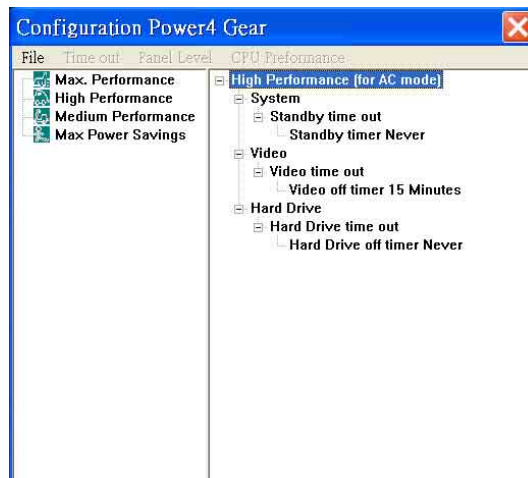 Configuration Power4 Gear
File Time out Panel Level CPU Preformance
Max. Performance
High Performance
Medium Performance
Max Power Savings
High Performance (for AC mode)
System
Standby time out
Standby timer Never
Video
Video time out
Video off timer 15 Minutes
Hard Drive
Hard Drive time out
Hard Drive off timer Never